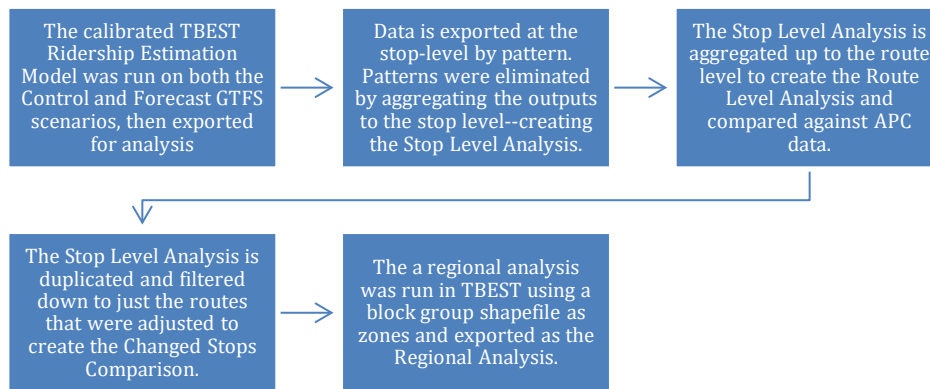 The calibrated TBEST
Ridership Estimation
Model was run on both the
Control and Forecast GTFS
scenarios, then exported
for analysis
Data is exported at the
stop-level by pattern.
Patterns were eliminated
by aggregating the outputs
to the stop level--creating
the Stop Level Analysis.
The Stop Level Analysis is
aggregated up to the route
level to create the Route
Level Analysis and
compared against APC
data.
The Stop Level Analysis is
duplicated and filtered
down to just the routes
that were adjusted to
create the Changed Stops
Comparison.
The a regional analysis
was run in TBEST using a
block group shapefile as
zones and exported as the
Regional Analysis.